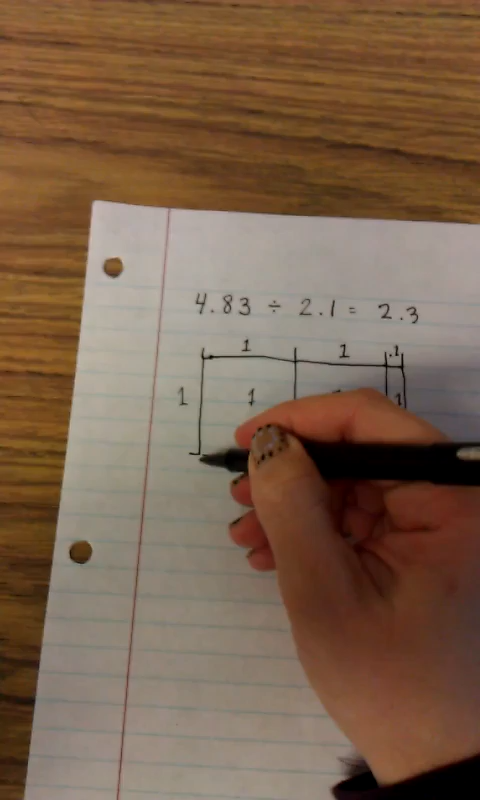 4.83 ÷ 2.1 = 2.3
1 1 .1
1 1 .1